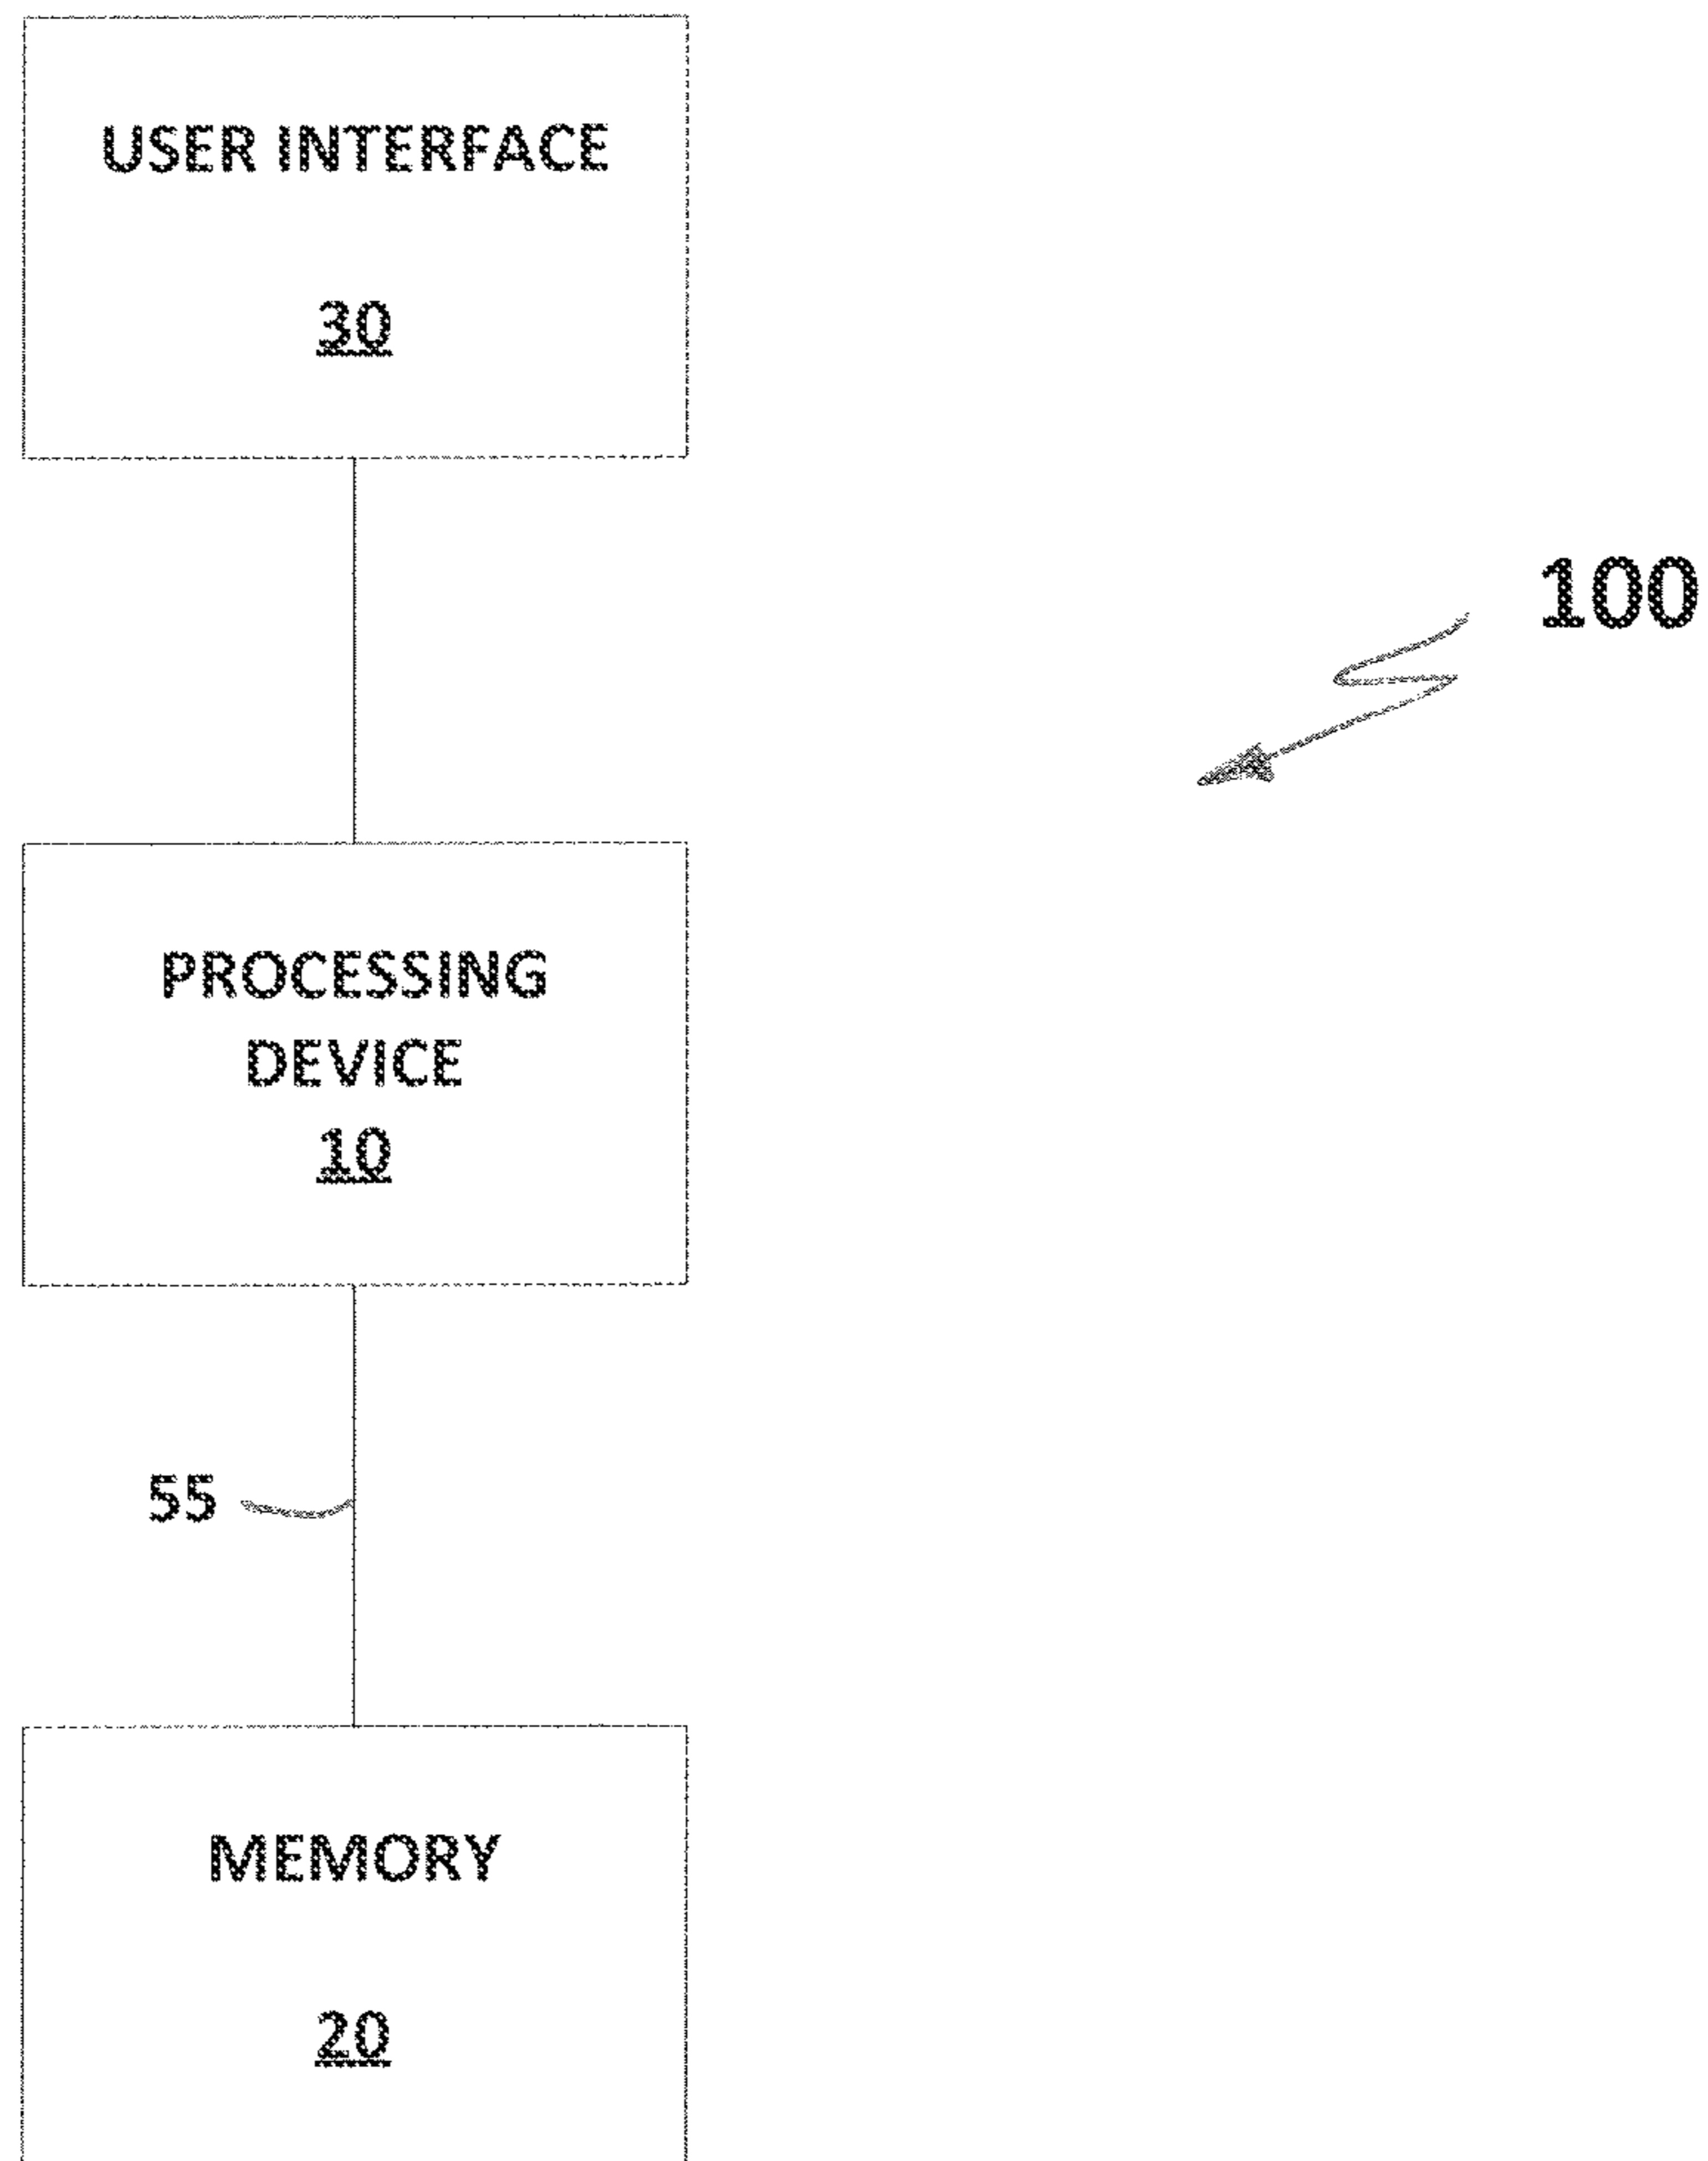 USER INTERFACE
30
100
PROCESSING
DEVICE
10
55
MEMORY
20